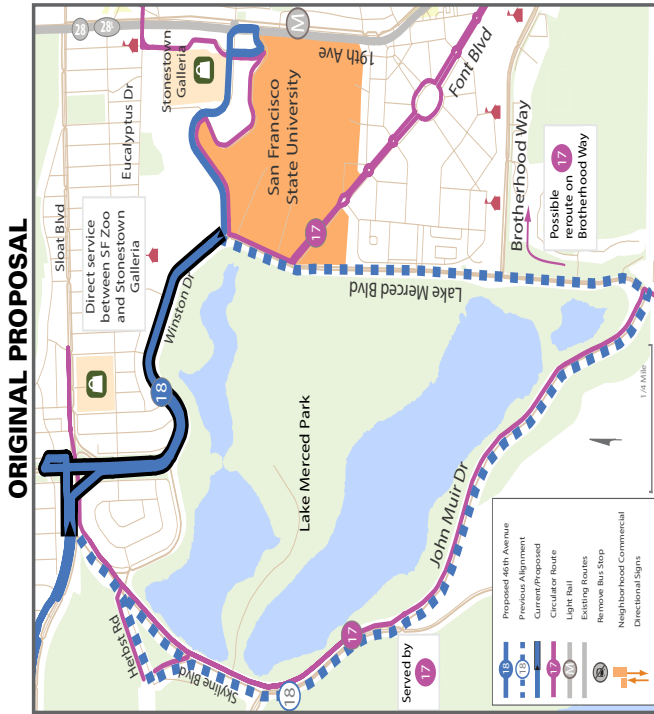 ORIGINAL PROPOSAL
28
28
Sloat Blvd
Eucalyptus Dr
Stonestown
Galleria
M
19th Ave
Direct service
between SF Zoo
and Stonestown
Galleria
Winston Dr
18
San Francisco
State University
Font Blvd
17
Brotherhood Way
Possible 17
reroute on
Brotherhood Way
Lake Merced Blvd
Lake Merced Park
John Muir Dr
Herbst Rd
Skyline Blvd
18
17
Served by
17
1/4 Mile
18 Proposed 46th Avenue
18 Previous Alignment
Current/Proposed
17 Circulator Route
M Light Rail
Existing Routes
Remove Bus Stop
Neighborhood Commercial
Directional Signs